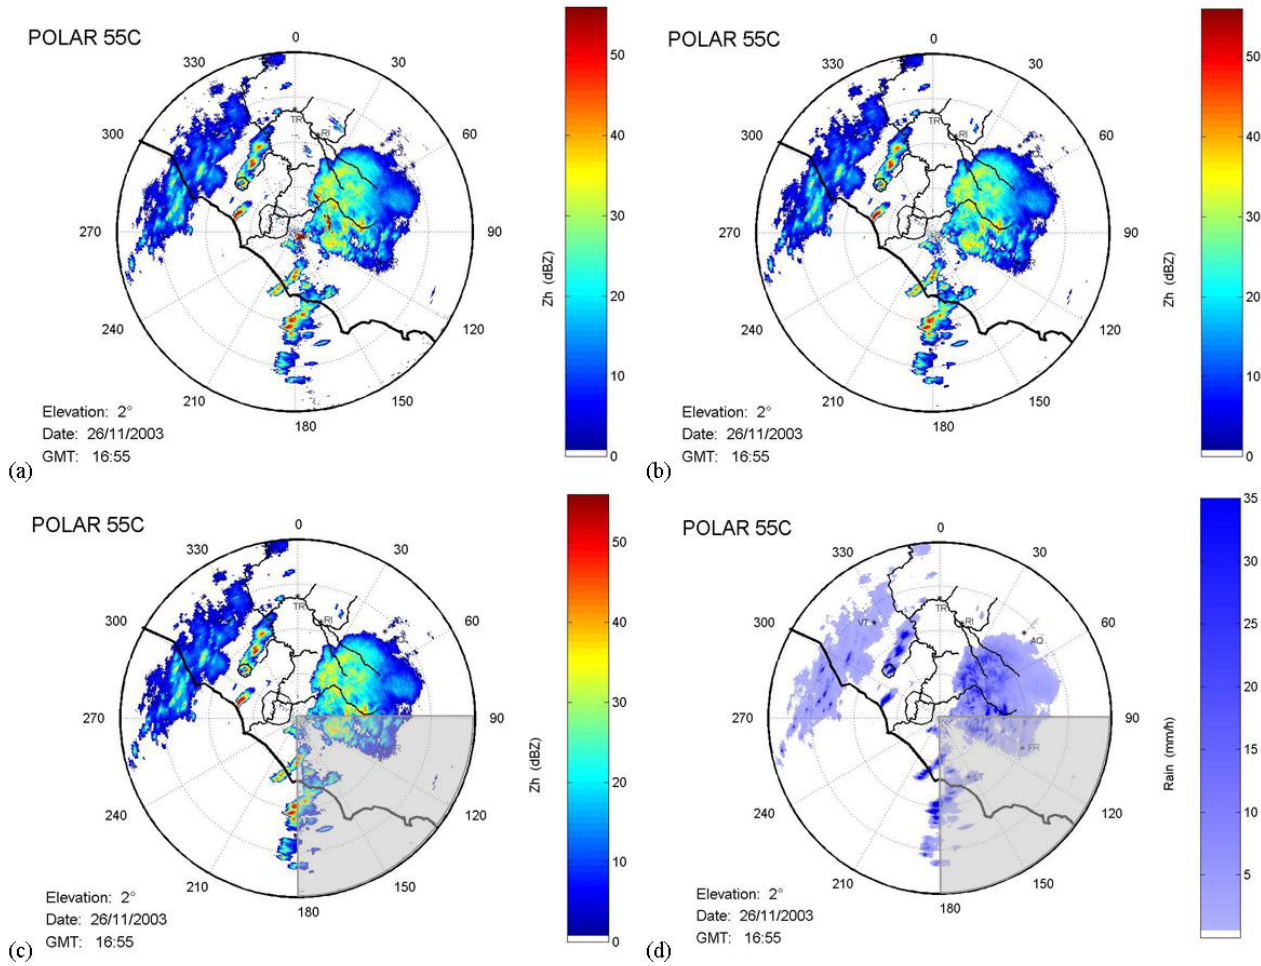 POLAR 55C
0
30
60
90
120
150
180
210
240
270
300
330
TR
RI
50
40
30
20
10
0
Zh (dBZ)
Elevation: 2°
Date: 26/11/2003
GMT: 16:55
(a)
POLAR 55C
0
30
60
90
120
150
180
210
240
270
300
330
TR
RI
50
40
30
20
10
0
Zh (dBZ)
Elevation: 2°
Date: 26/11/2003
GMT: 16:55
(b)
POLAR 55C
0
30
60
90
120
150
180
210
240
270
300
330
TR
RI
50
40
30
20
10
0
Zh (dBZ)
Elevation: 2°
Date: 26/11/2003
GMT: 16:55
(c)
POLAR 55C
0
30
60
90
120
150
180
210
240
270
300
330
TR
RI
VT
AQ
FR
35
30
25
20
15
10
5
Rain (mm/h)
Elevation: 2°
Date: 26/11/2003
GMT: 16:55
(d)